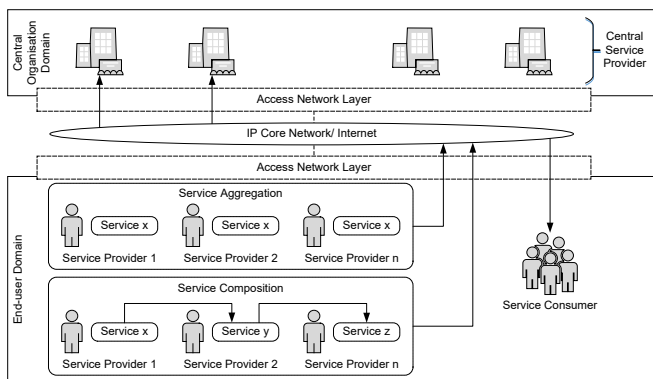 Central
Organisation
Domain
Central
Service
Provider
Access Network Layer
IP Core Network/ Internet
Access Network Layer
End-user Domain
Service Aggregation
Service x
Service x
Service x
Service Provider 1
Service Provider 2
Service Provider n
Service Composition
Service x
Service y
Service z
Service Provider 1
Service Provider 2
Service Provider n
Service Consumer